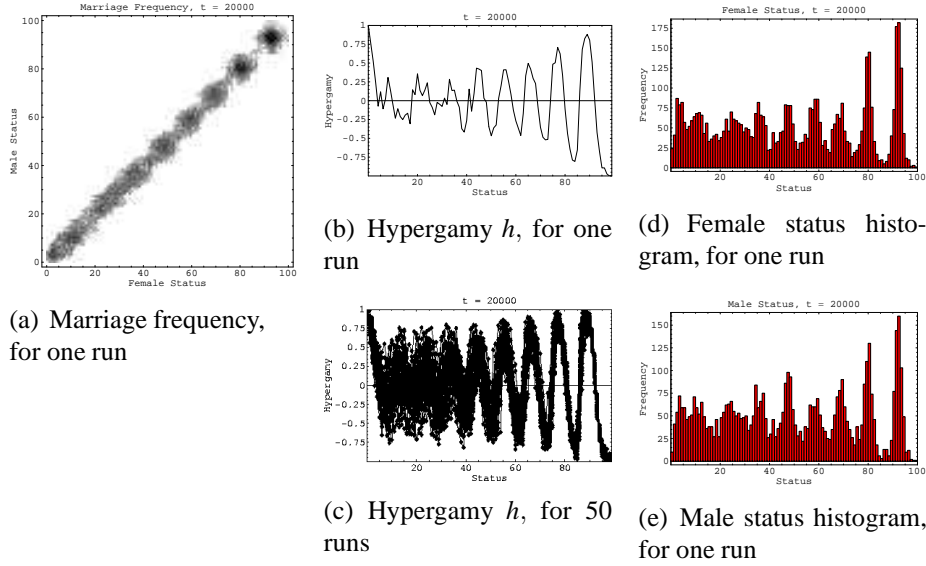 Marriage Frequency, t = 20000
100
80
60
40
20
0
Male Status
0 20 40 60 80 100
Female Status
(a) Marriage frequency,
for one run
t = 20000
1
0.75
0.5
0.25
0
-0.25
-0.5
-0.75
Hypergamy
20 40 60 80
Status
(b) Hypergamy h, for one
run
t = 20000
1
0.75
0.5
0.25
0
-0.25
-0.5
-0.75
Hypergamy
20 40 60 80
Status
(c) Hypergamy h, for 50
runs
Female Status, t = 20000
175
150
125
100
75
50
25
0
Frequency
20 40 60 80 100
Status
(d) Female status histo-
gram, for one run
Male Status, t = 20000
150
125
100
75
50
25
0
Frequency
20 40 60 80 100
Status
(e) Male status histogram,
for one run